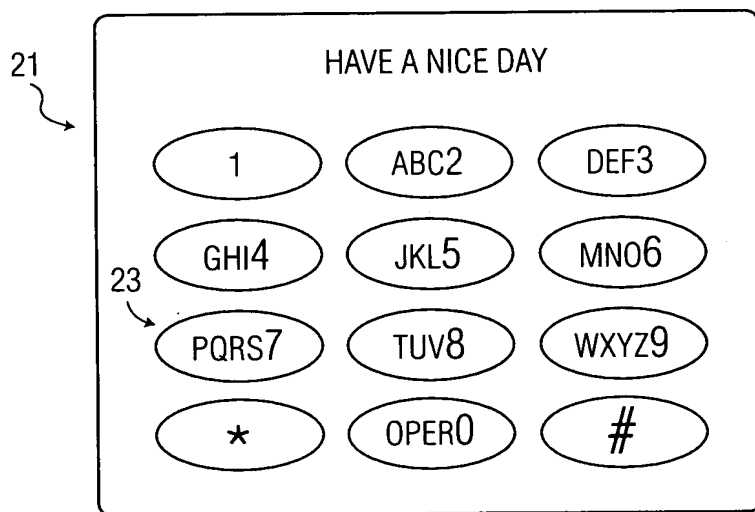 HAVE A NICE DAY
21
1 ABC2 DEF3
GHI4 JKL5 MNO6
23
PQRS7 TUV8 WXYZ9
* OPER0 #